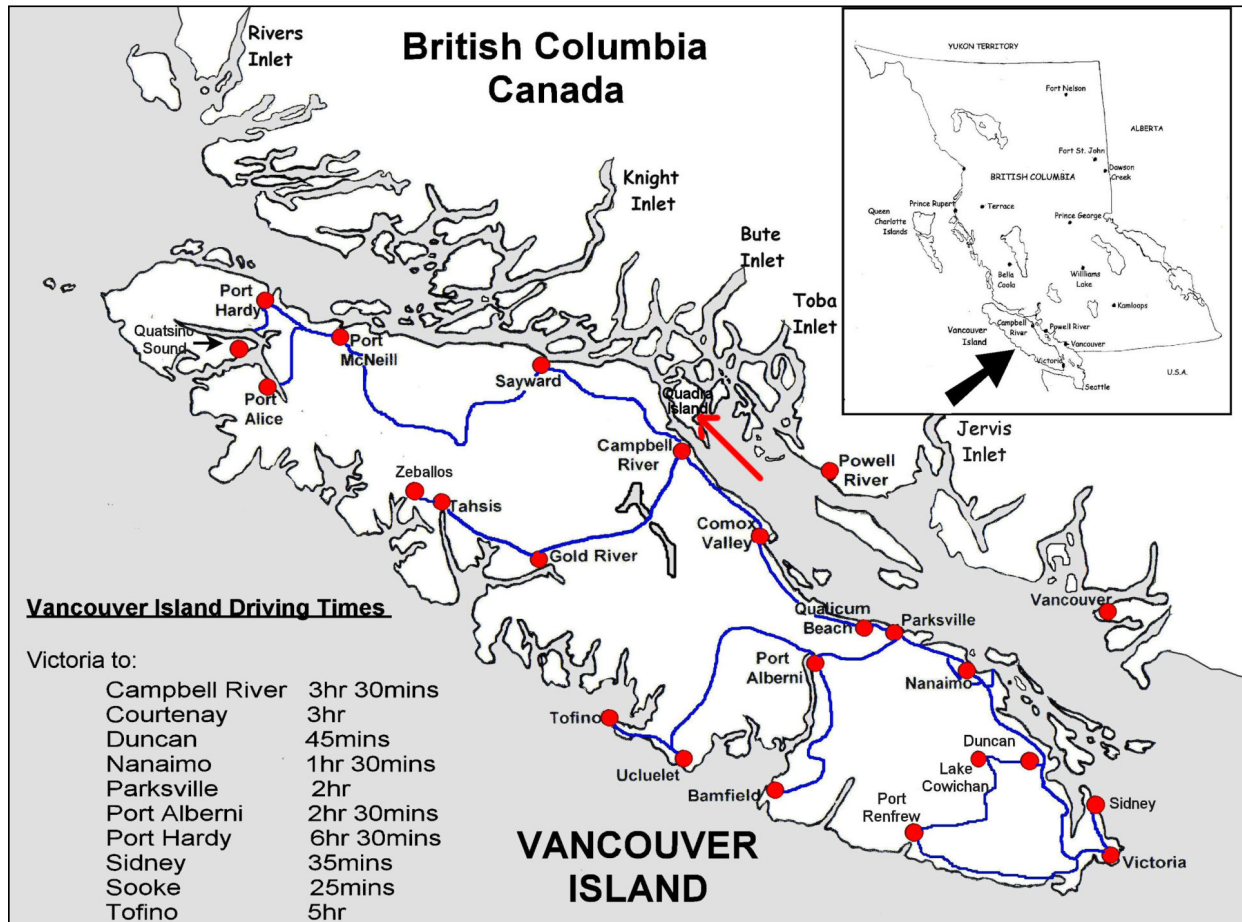 Rivers
Inlet
British Columbia
Canada
Knight
Inlet
Bute
Inlet
Toba
Inlet
Port
Hardy
Quatsino
Sound
Port
McNeill
Port
Alice
Sayward
Quadra
Island
Campbell
River
Powell
River
Jervis
Inlet
Zeballos
Tahsis
Gold River
Comox
Valley
Qualicum
Beach
Parksville
Vancouver
Port
Alberni
Nanaimo
Tofino
Ucluelet
Bamfield
Duncan
Lake
Cowichan
Port
Renfrew
Sidney
Victoria
VANCOUVER
ISLAND
Vancouver Island Driving Times
Victoria to:
Campbell River 3hr 30mins
Courtenay 3hr
Duncan 45mins
Nanaimo 1hr 30mins
Parksville 2hr
Port Alberni 2hr 30mins
Port Hardy 6hr 30mins
Sidney 35mins
Sooke 25mins
Tofino 5hr
YUKON TERRITORY
Fort Nelson
ALBERTA
Fort St. John
Dawson
Creek
BRITISH COLUMBIA
Prince Rupert
Terrace
Queen
Charlotte
Islands
Prince George
Bella
Coola
Williams
Lake
Kamloops
Campbell
River
Powell River
Vancouver
Island
Vancouver
Victoria
Seattle
U.S.A.